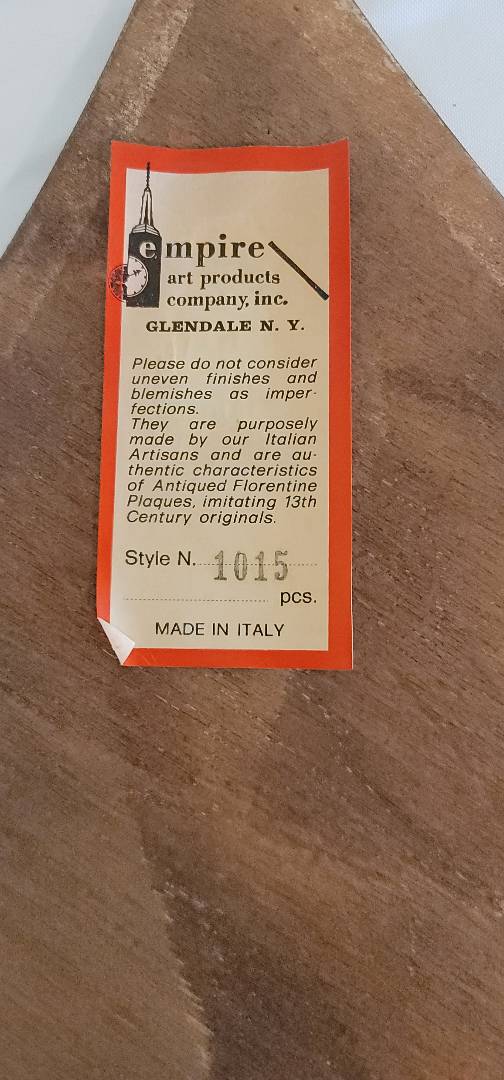 empire
art products
company, inc.
GLENDALE N. Y.
Please do not consider
uneven finishes and
blemishes as imper-
fections.
They are purposely
made by our Italian
Artisans and are au-
thentic characteristics
of Antiqued Florentine
Plaques, imitating 13th
Century originals.
Style N. 1015
pcs.
MADE IN ITALY